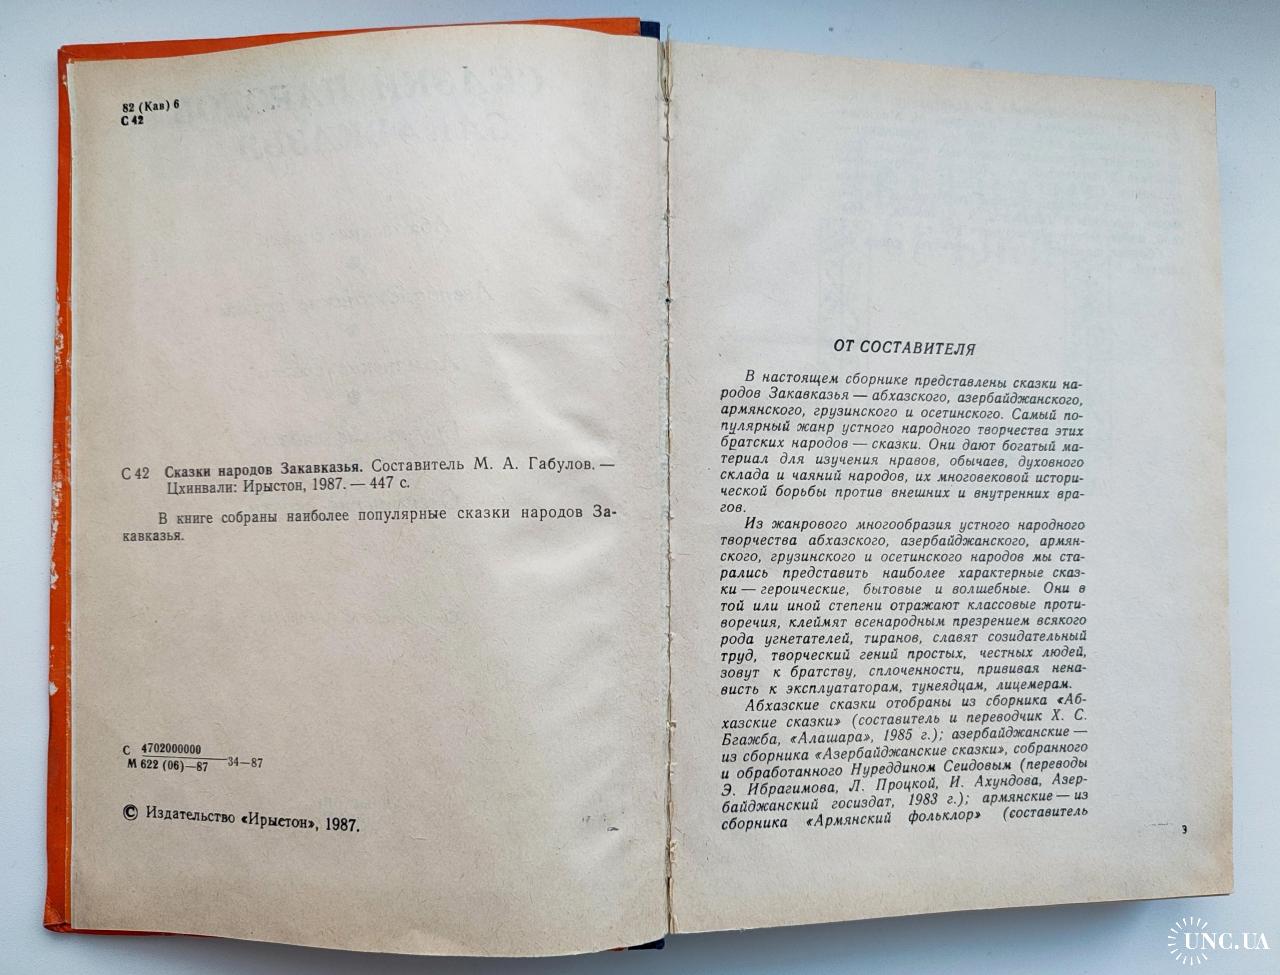 82 (Кав) 6
С 42
С 42 Сказки народов Закавказья. Составитель М. А. Габулов. —
Цхинвали: Ирыстон, 1987. — 447 с.
В книге собраны наиболее популярные сказки народов За-
кавказья.
С 4702000000
М 622 (06)—87 34—87
© Издательство «Ирыстон», 1987.
ОТ СОСТАВИТЕЛЯ
В настоящем сборнике представлены сказки на-
родов Закавказья — абхазского, азербайджанского,
армянского, грузинского и осетинского. Самый по-
пулярный жанр устного народного творчества этих
братских народов — сказки. Они дают богатый ма-
териал для изучения нравов, обычаев, духовного
склада и чаяний народов, их многовековой истори-
ческой борьбы против внешних и внутренних вра-
гов.
Из жанрового многообразия устного народного
творчества абхазского, азербайджанского, армян-
ского, грузинского и осетинского народов мы ста-
рались представить наиболее характерные сказ-
ки — героические, бытовые и волшебные. Они в
той или иной степени отражают классовые проти-
воречия, клеймят всенародным презрением всякого
рода угнетателей, тиранов, славят созидательный
труд, творческий гений простых, честных людей,
зовут к братству, сплоченности, прививая нена-
висть к эксплуататорам, тунеядцам, лицемерам.
Абхазские сказки отобраны из сборника «Аб-
хазские сказки» (составитель и переводчик Х. С.
Бгажба, «Алашара», 1985 г.); азербайджанские —
из сборника «Азербайджанские сказки», собранного
и обработанного Нуреддином Сеидовым (переводы
Э. Ибрагимова, Л. Процкой, И. Ахундова, Азер-
байджанский госиздат, 1983 г.); армянские — из
сборника «Армянский фольклор» (составитель
3
UNC.UA